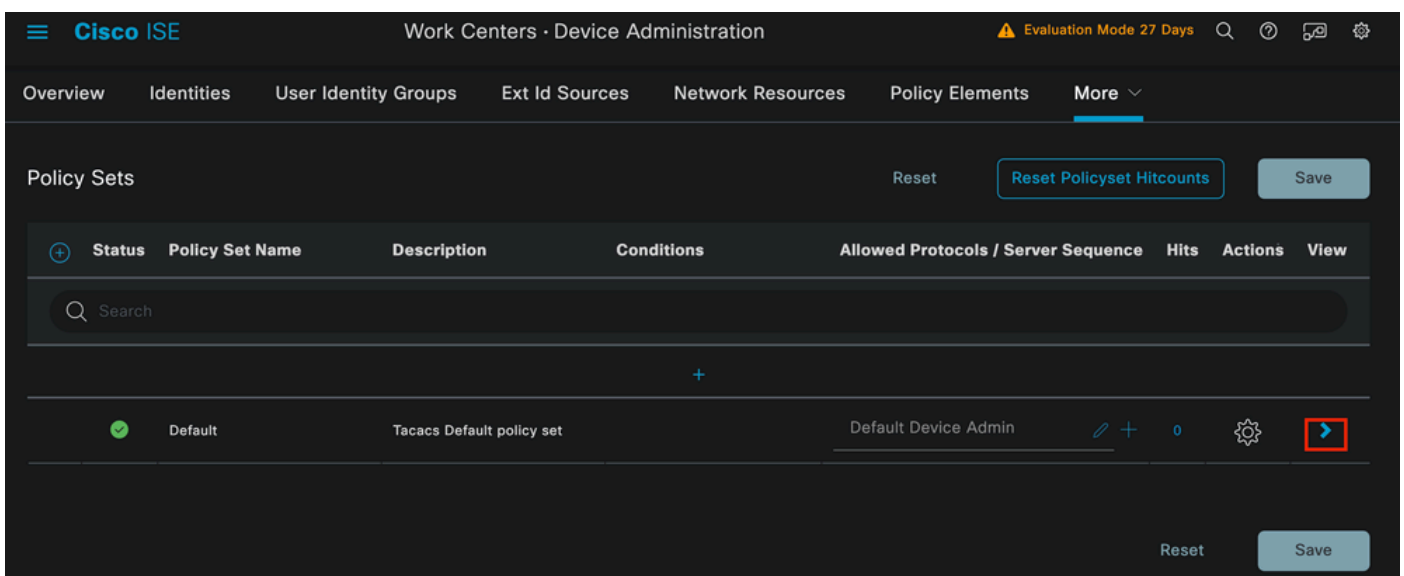 Cisco ISE Work Centers · Device Administration Evaluation Mode 27 Days
Overview Identities User Identity Groups Ext Id Sources Network Resources Policy Elements More
Policy Sets Reset Reset Policyset Hitcounts Save
Status Policy Set Name Description Conditions Allowed Protocols / Server Sequence Hits Actions View
Search
+
Default Tacacs Default policy set Default Device Admin + 0
Reset Save